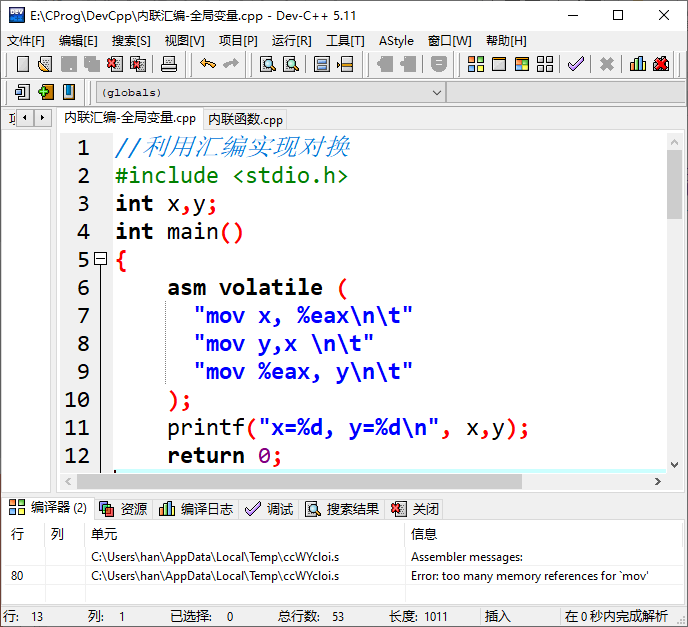 E:\CProg\DevCpp\内联汇编-全局变量.cpp - Dev-C++ 5.11
文件[F] 编辑[E] 搜索[S] 视图[V] 项目[P] 运行[R] 工具[T] AStyle 窗口[W] 帮助[H]
(globals)
内联汇编-全局变量.cpp 内联函数.cpp
1 //利用汇编实现对换
2 #include <stdio.h>
3 int x,y;
4 int main()
5 {
6 asm volatile (
7 "mov x, %eax\n\t"
8 "mov y,x \n\t"
9 "mov %eax, y\n\t"
10 );
11 printf("x=%d, y=%d\n", x,y);
12 return 0;
编译器 (2) 资源 编译日志 调试 搜索结果 关闭
行 列 单元 信息
C:\Users\han\AppData\Local\Temp\ccWYcloi.s Assembler messages:
80 C:\Users\han\AppData\Local\Temp\ccWYcloi.s Error: too many memory references for `mov'
行: 13 列: 1 已选择: 0 总行数: 53 长度: 1011 插入 在 0 秒内完成解析